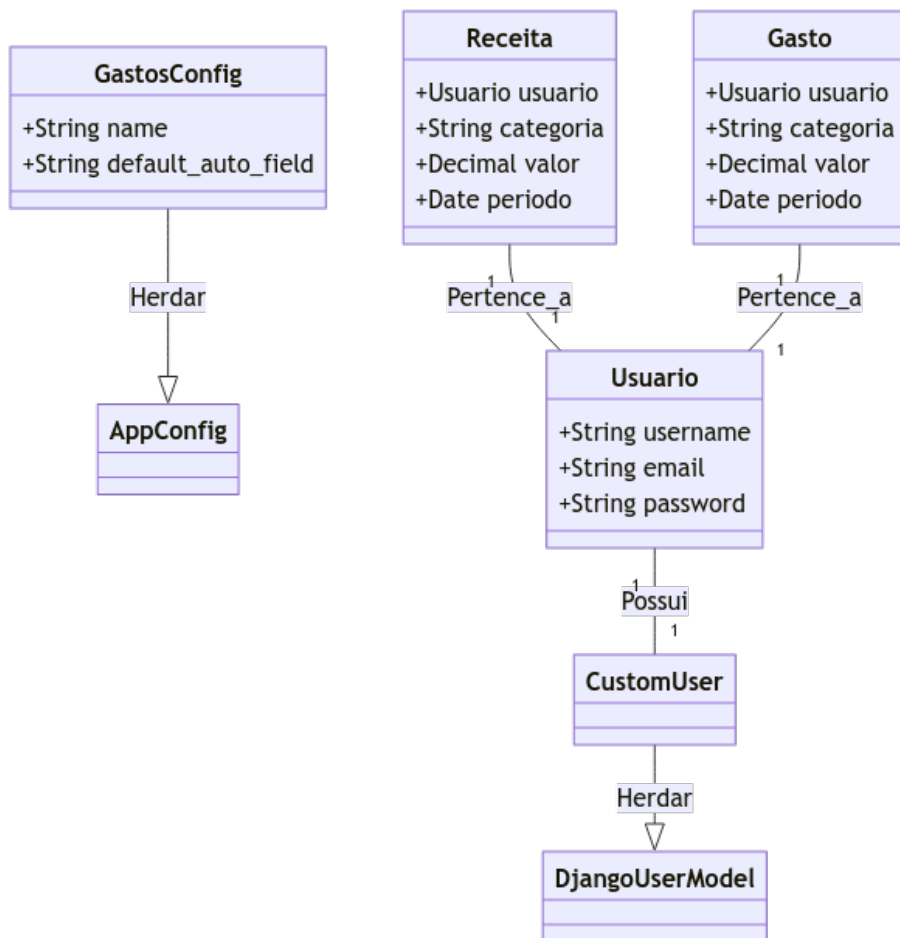 GastosConfig
+String name
+String default_auto_field
Herdar
AppConfig
Receita
+Usuario usuario
+String categoria
+Decimal valor
+Date periodo
1
Pertence_a
1
Gasto
+Usuario usuario
+String categoria
+Decimal valor
+Date periodo
1
Pertence_a
1
Usuario
+String username
+String email
+String password
1
Possui
1
CustomUser
Herdar
DjangoUserModel